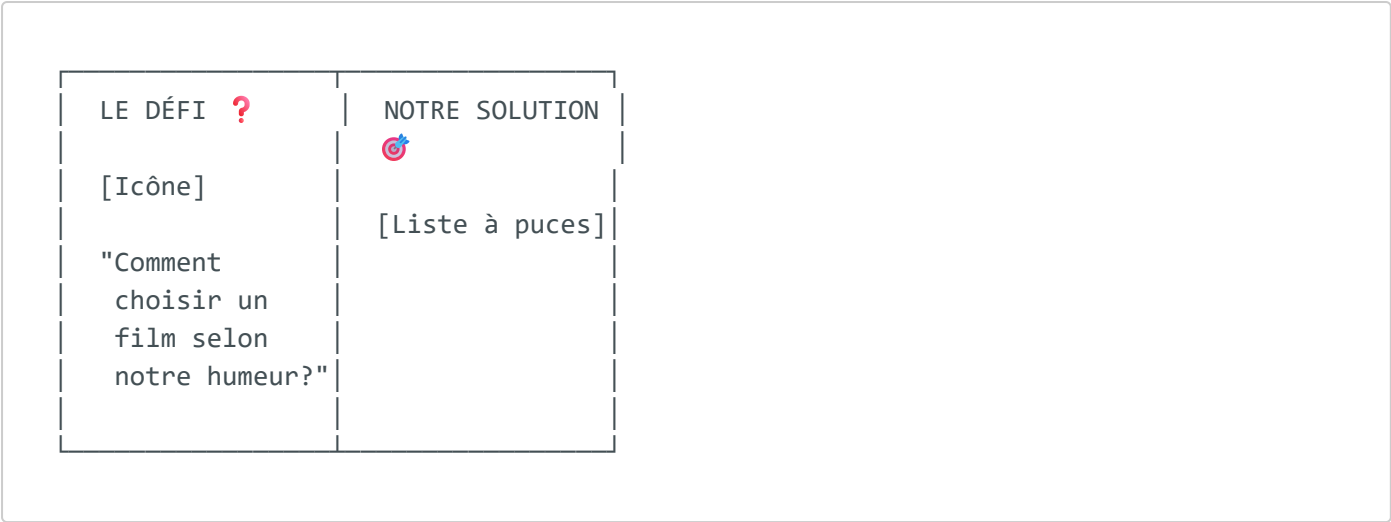 LE DÉFI ❓
NOTRE SOLUTION
🎯
[Icône]
[Liste à puces]
"Comment
choisir un
film selon
notre humeur?"